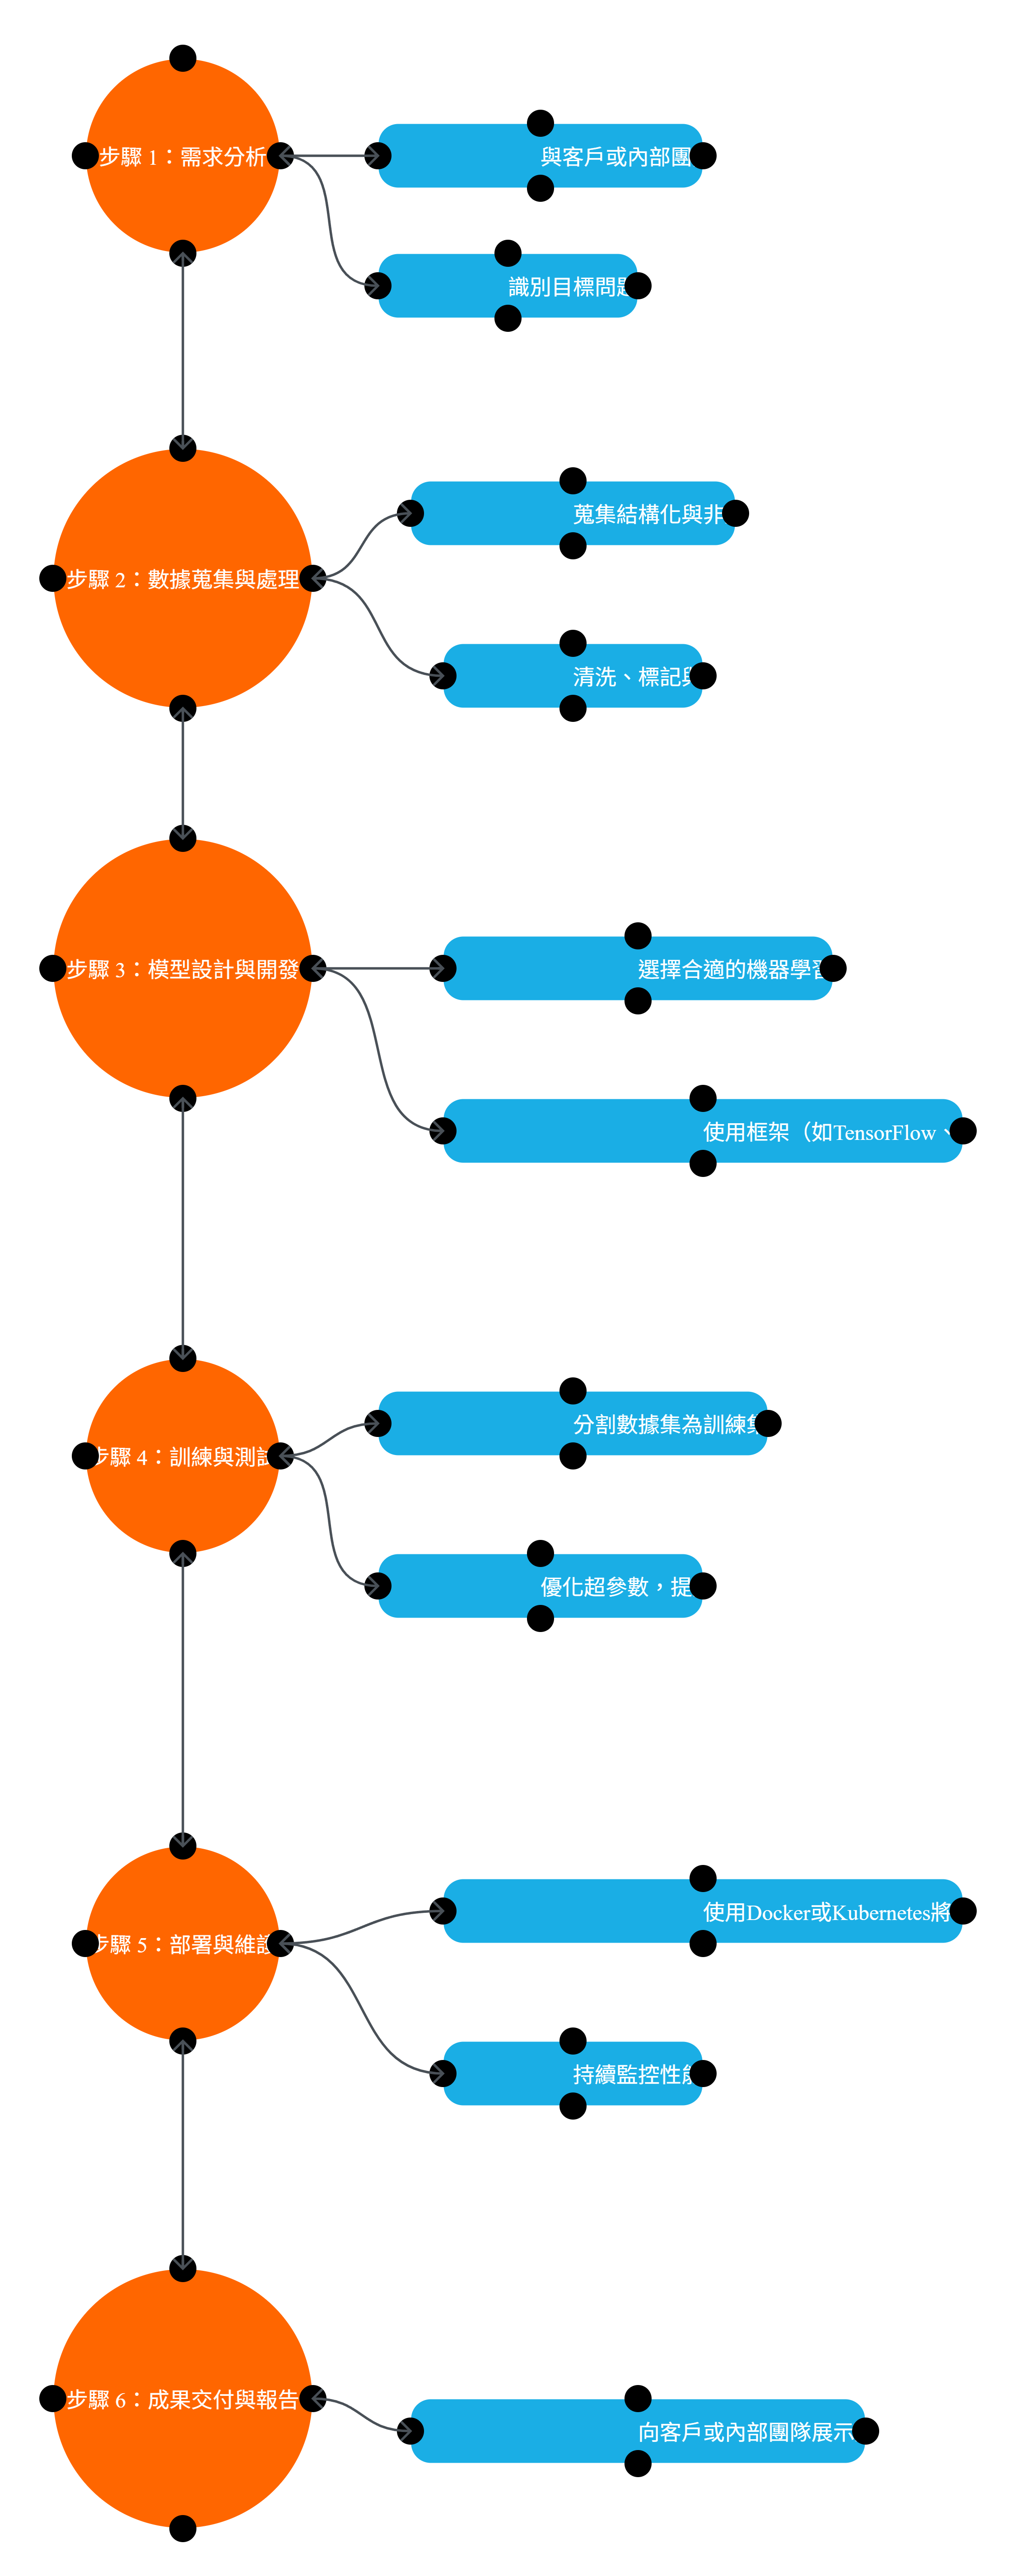 步驟 1：需求分析
與客戶或內部團
識別目標問題
步驟 2：數據蒐集與處理
蒐集結構化與非
清洗、標記與
步驟 3：模型設計與開發
選擇合適的機器學習
使用框架（如TensorFlow、
步驟 4：訓練與測試
分割數據集為訓練集
優化超參數，提
步驟 5：部署與維護
使用Docker或Kubernetes將
持續監控性能
步驟 6：成果交付與報告
向客戶或內部團隊展示